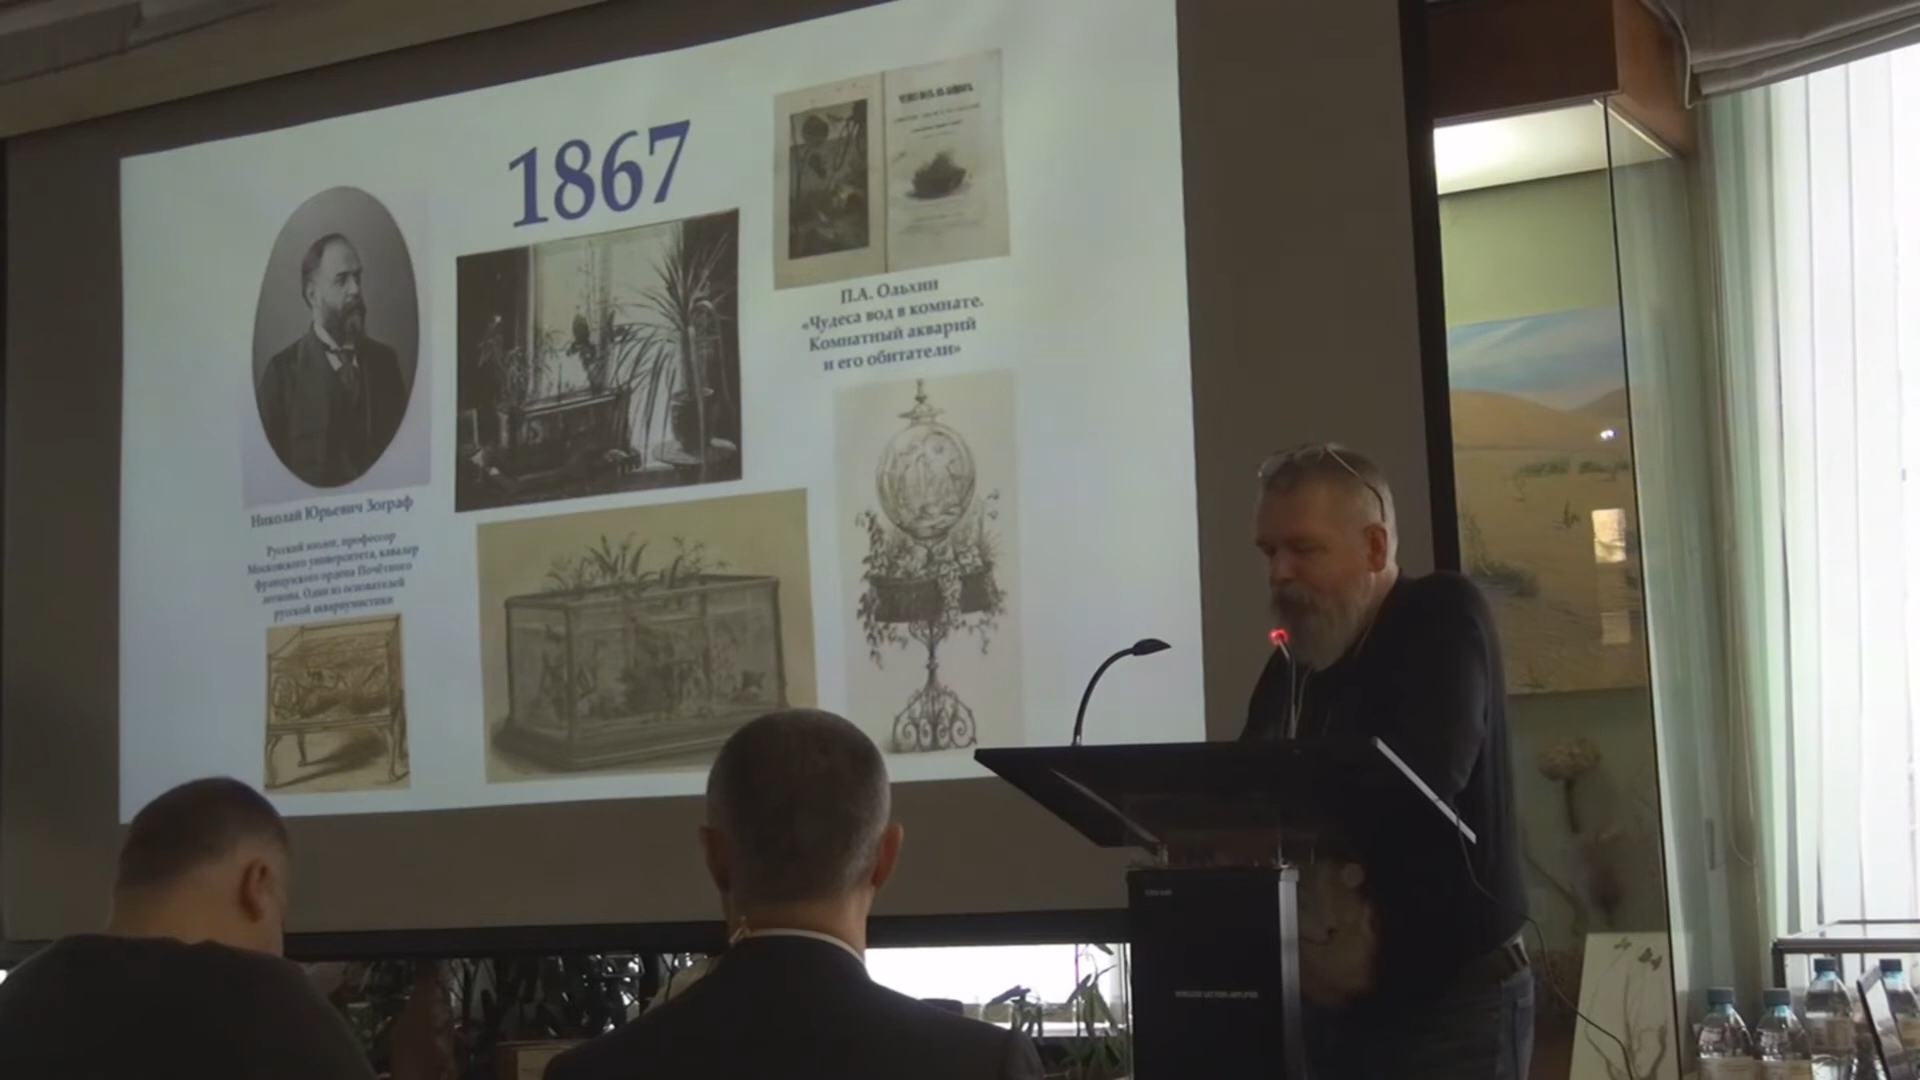 1867
П.А. Ольхин
«Чудеса вод в комнате.
Комнатный акварий
и его обитатели»
Николай Юрьевич Зограф
Русский зоолог, профессор
Московского университета, кавалер
французского ордена Почётного
легиона. Один из основателей
русской аквариумистики